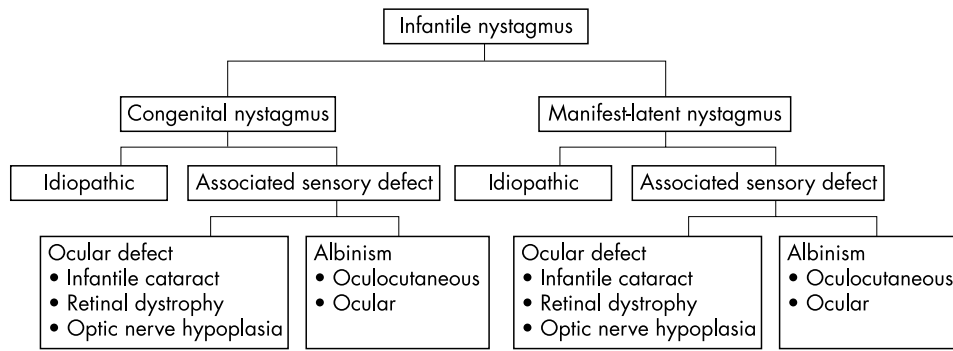 Infantile nystagmus
Congenital nystagmus
Manifest-latent nystagmus
Idiopathic
Associated sensory defect
Idiopathic
Associated sensory defect
Ocular defect
• Infantile cataract
• Retinal dystrophy
• Optic nerve hypoplasia
Albinism
• Oculocutaneous
• Ocular
Ocular defect
• Infantile cataract
• Retinal dystrophy
• Optic nerve hypoplasia
Albinism
• Oculocutaneous
• Ocular